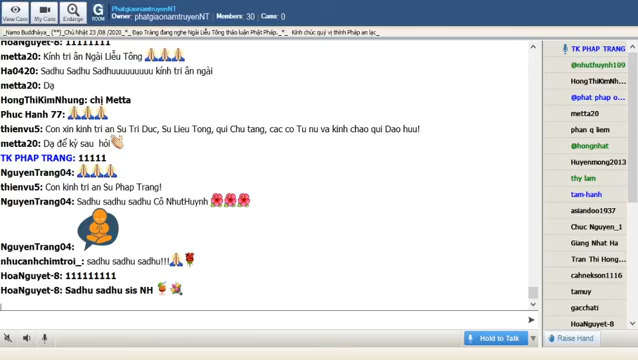 View Cam
My Cam
Enlarge
G
ROOM
PhatgiaonamtruyenNT
Owner: phatgiaonamtruyenNT Members: 30 Cams: 0
_Namo Buddhāya_ (**)_Chủ Nhật 23 /08 /2020_*_ Đạo Tràng đang nghe Ngài Liễu Tông thảo luận Phật Pháp._*_ Kính chúc quý vị thính Pháp an lạc_
HoaNguyet-8: 11111111
metta20: Kính tri ân Ngài Liễu Tông
Ha0420: Sadhu Sadhu Sadhuuuuuuuuu kính tri ân ngài
metta20: Dạ
HongThiKimNhung: chị Metta
Phuc Hanh 77:
thienvu5: Con xin kinh tri an Su Tri Duc, Su Lieu Tong, qui Chu tang, cac co Tu nu va kinh chao qui Dao huu!
metta20: Dạ để kỳ sau hỏi
TK PHAP TRANG: 11111
NguyenTrang04:
thienvu5: Con kinh tri an Su Phap Trang!
NguyenTrang04: Sadhu sadhu sadhu Cô NhutHuynh
NguyenTrang04:
nhucanhchimtroi_: sadhu sadhu sadhu!!!
HoaNguyet-8: 111111111
HoaNguyet-8: Sadhu sadhu sis NH
Hold to Talk
TK PHAP TRANG
@nhuthuynh109
HongThiKimNh...
@phat phap o...
metta20
phan q liem
@hongnhat
Huyenmong2013
thy lam
tam-hanh
asiandoo1937
Chuc Nguyen_1
Giang Nhat Ha
Tran Thi Hong...
cahnekson1116
tamuy
gacchati
HoaNguyet-8
Raise Hand